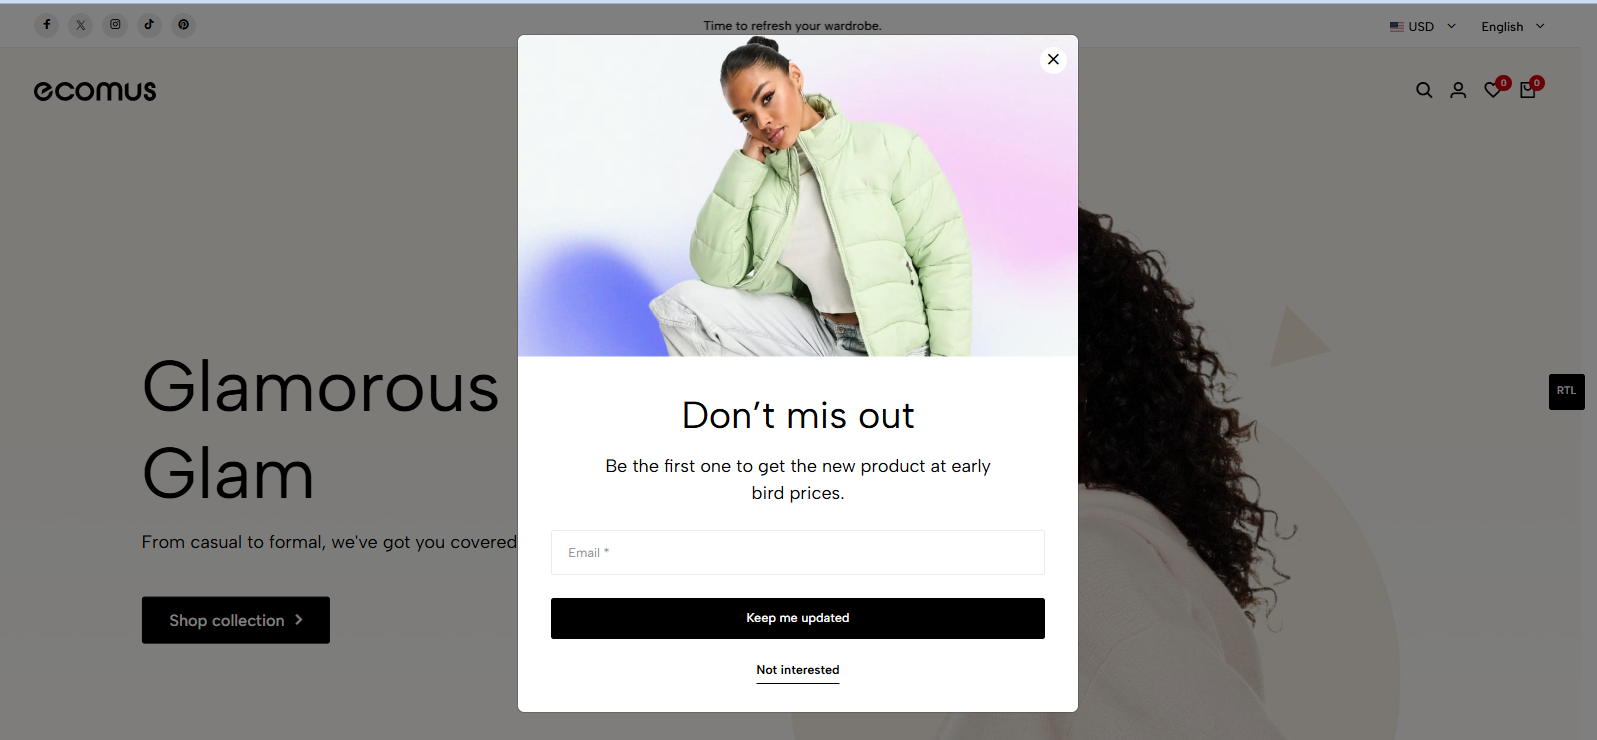 Time to refresh your wardrobe.
USD
English
ecomus
0
0
Glamorous
Glam
From casual to formal, we've got you covered
Shop collection
RTL
Don’t mis out
Be the first one to get the new product at early
bird prices.
Email *
Keep me updated
Not interested